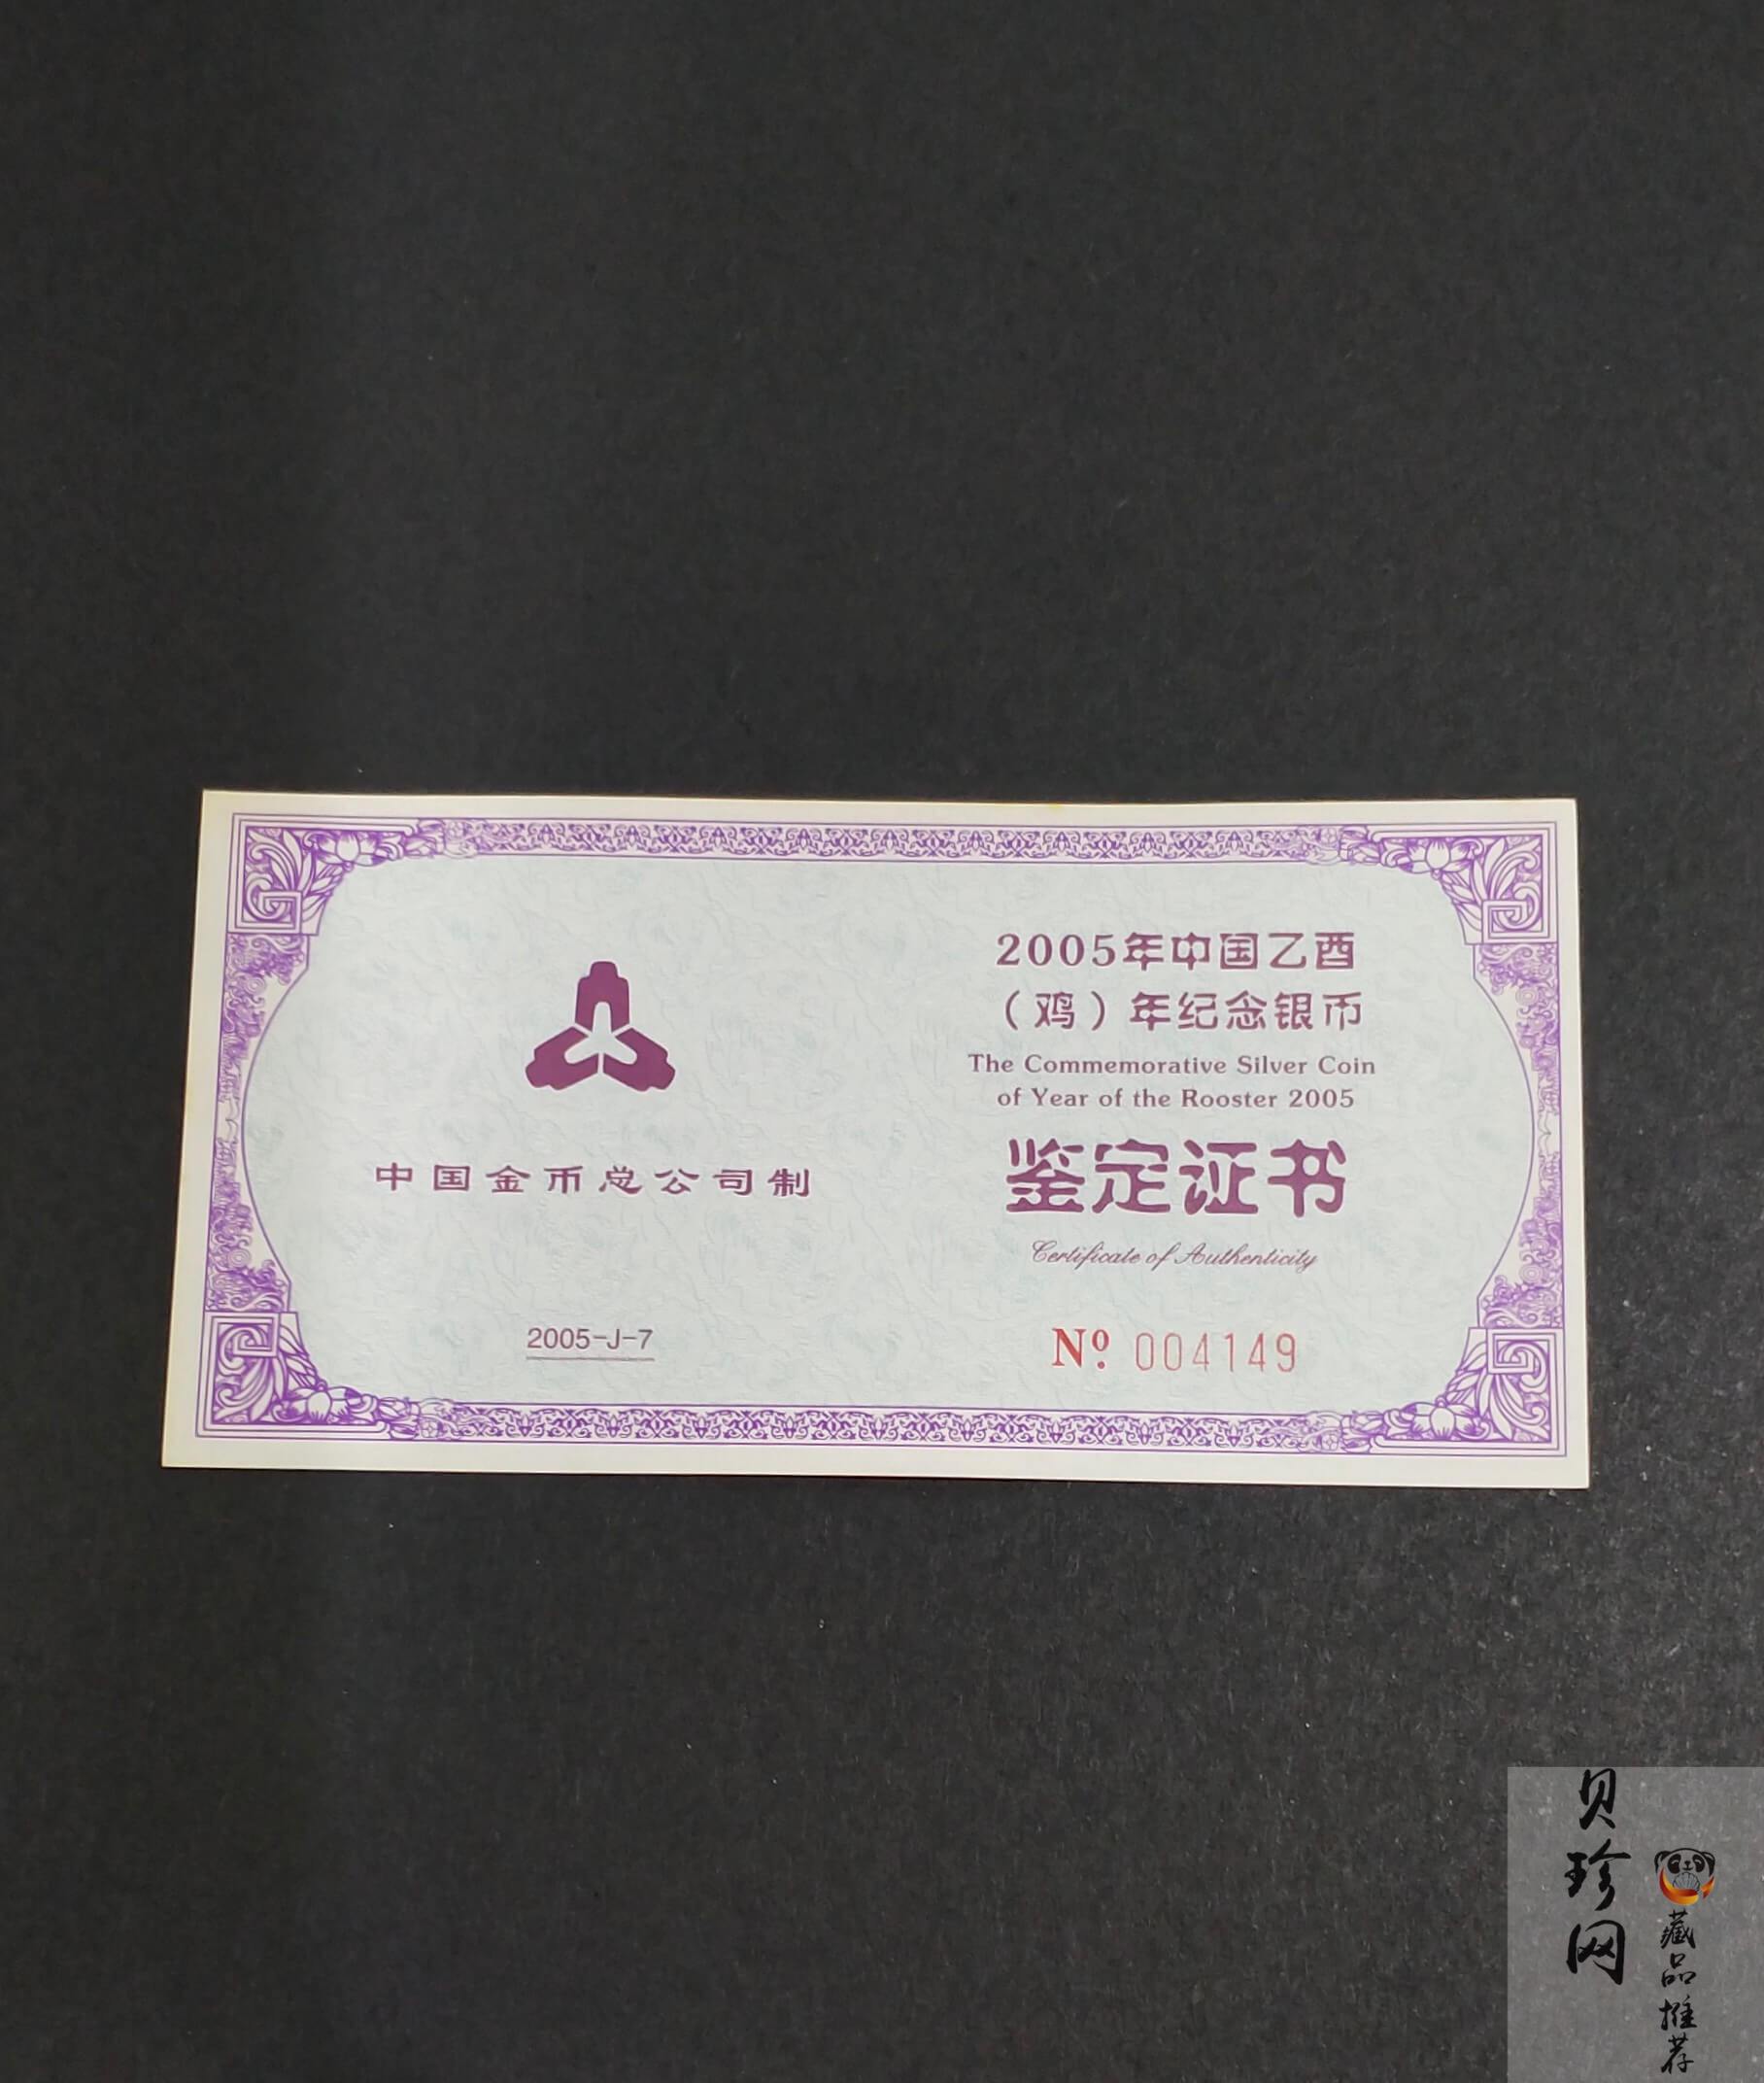 中国金币总公司制
2005-J-7
2005年中国乙酉
（鸡）年纪念银币
The Commemorative Silver Coin
of Year of the Rooster 2005
鉴定证书
Certificate of Authenticity
Nº. 004149
贝珍网
藏品推荐